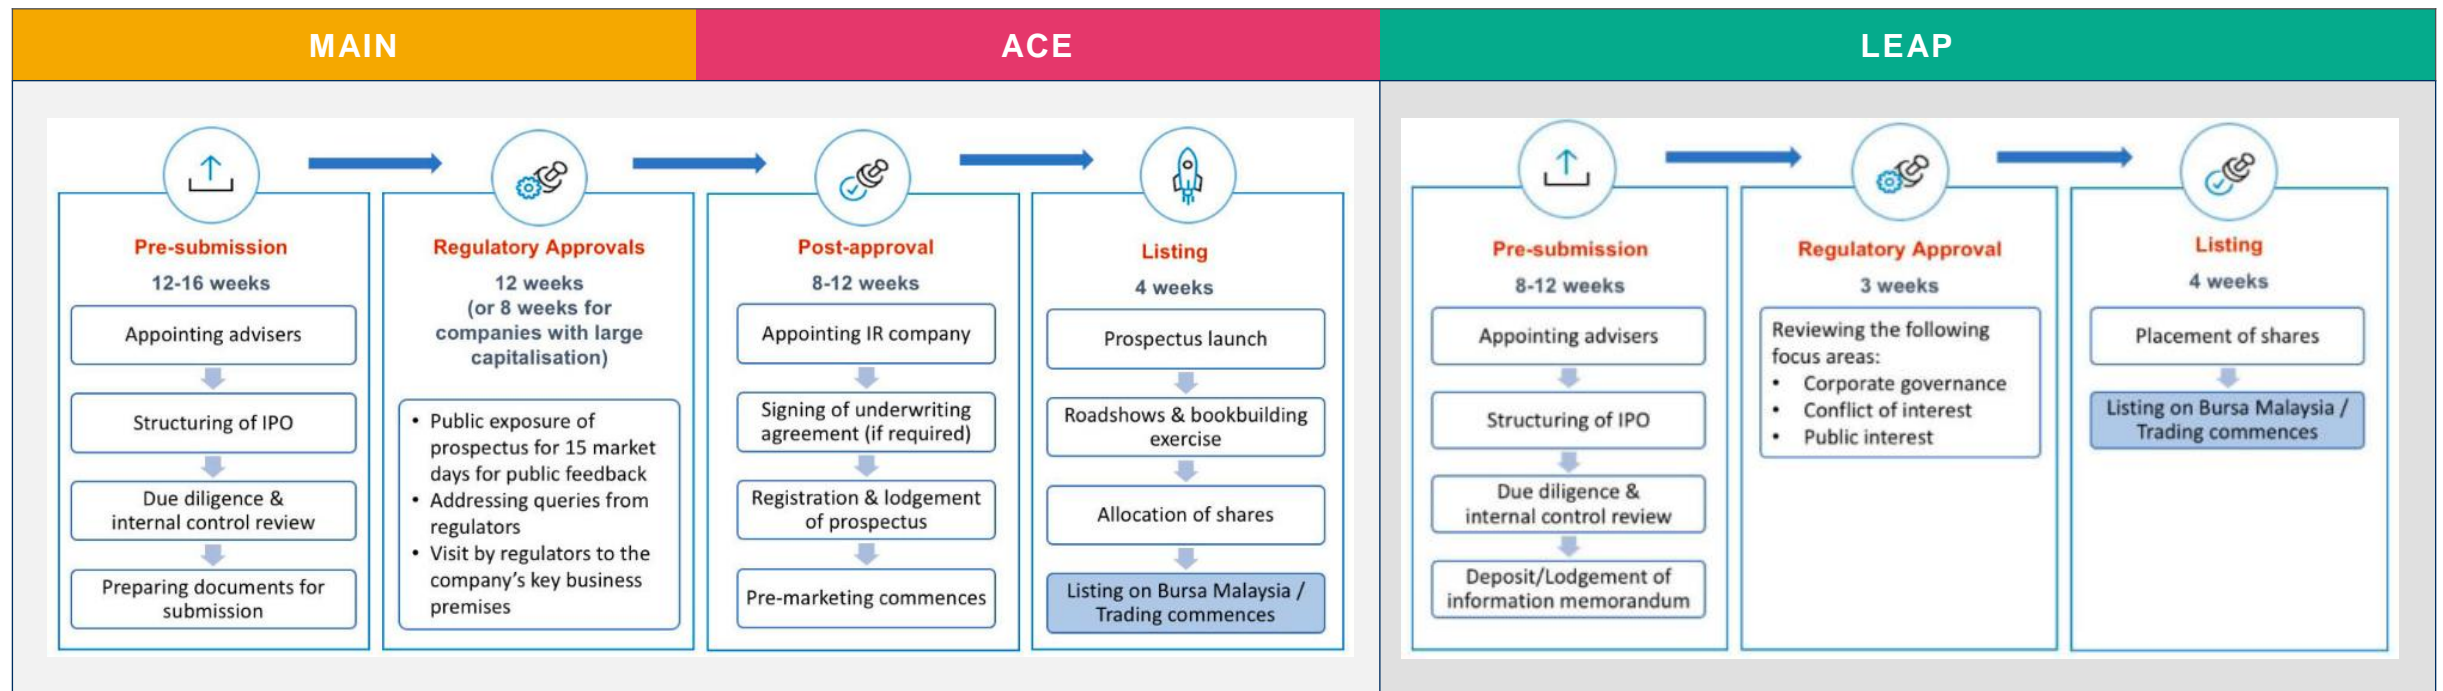 MAIN
ACE
LEAP
Pre-submission
12-16 weeks
Appointing advisers
Structuring of IPO
Due diligence &
internal control review
Preparing documents for
submission
Regulatory Approvals
12 weeks
(or 8 weeks for
companies with large
capitalisation)
• Public exposure of
prospectus for 15 market
days for public feedback
• Addressing queries from
regulators
• Visit by regulators to the
company's key business
premises
Post-approval
8-12 weeks
Appointing IR company
Signing of underwriting
agreement (if required)
Registration & lodgement
of prospectus
Pre-marketing commences
Listing
4 weeks
Prospectus launch
Roadshows & bookbuilding
exercise
Allocation of shares
Listing on Bursa Malaysia /
Trading commences
Pre-submission
8-12 weeks
Appointing advisers
Structuring of IPO
Due diligence &
internal control review
Deposit/Lodgement of
information memorandum
Regulatory Approval
3 weeks
Reviewing the following
focus areas:
• Corporate governance
• Conflict of interest
• Public interest
Listing
4 weeks
Placement of shares
Listing on Bursa Malaysia /
Trading commences